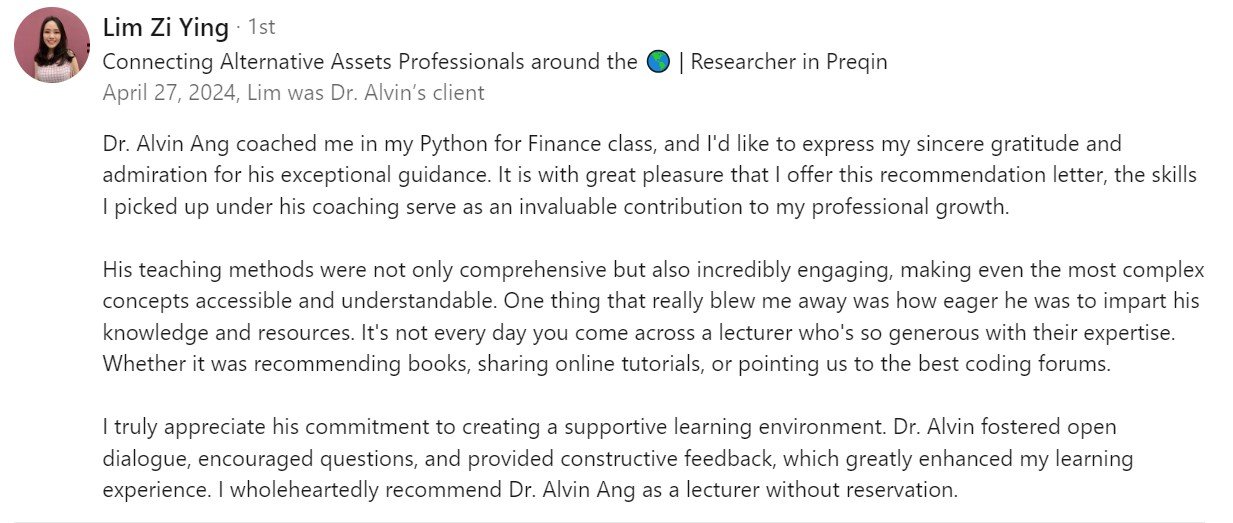 Lim Zi Ying · 1st
Connecting Alternative Assets Professionals around the 🌎 | Researcher in Preqin
April 27, 2024, Lim was Dr. Alvin’s client
Dr. Alvin Ang coached me in my Python for Finance class, and I'd like to express my sincere gratitude and
admiration for his exceptional guidance. It is with great pleasure that I offer this recommendation letter, the skills
I picked up under his coaching serve as an invaluable contribution to my professional growth.
His teaching methods were not only comprehensive but also incredibly engaging, making even the most complex
concepts accessible and understandable. One thing that really blew me away was how eager he was to impart his
knowledge and resources. It's not every day you come across a lecturer who's so generous with their expertise.
Whether it was recommending books, sharing online tutorials, or pointing us to the best coding forums.
I truly appreciate his commitment to creating a supportive learning environment. Dr. Alvin fostered open
dialogue, encouraged questions, and provided constructive feedback, which greatly enhanced my learning
experience. I wholeheartedly recommend Dr. Alvin Ang as a lecturer without reservation.